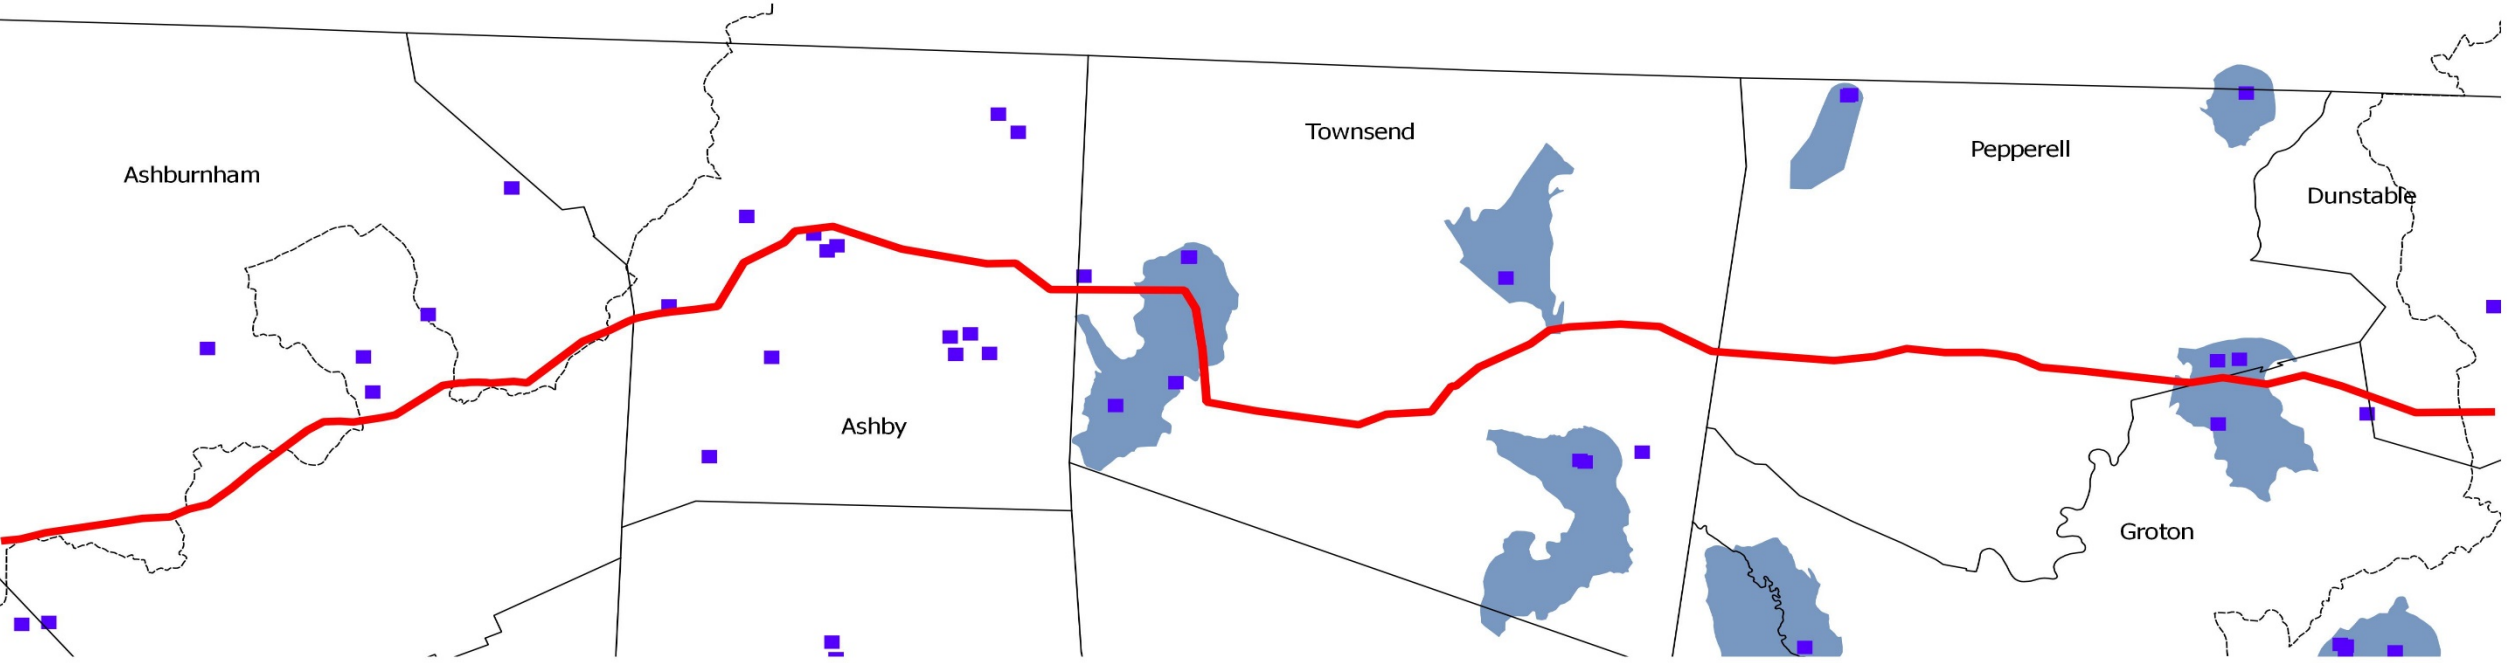 Townsend
Pepperell
Ashburnham
Dunstable
Ashby
Groton